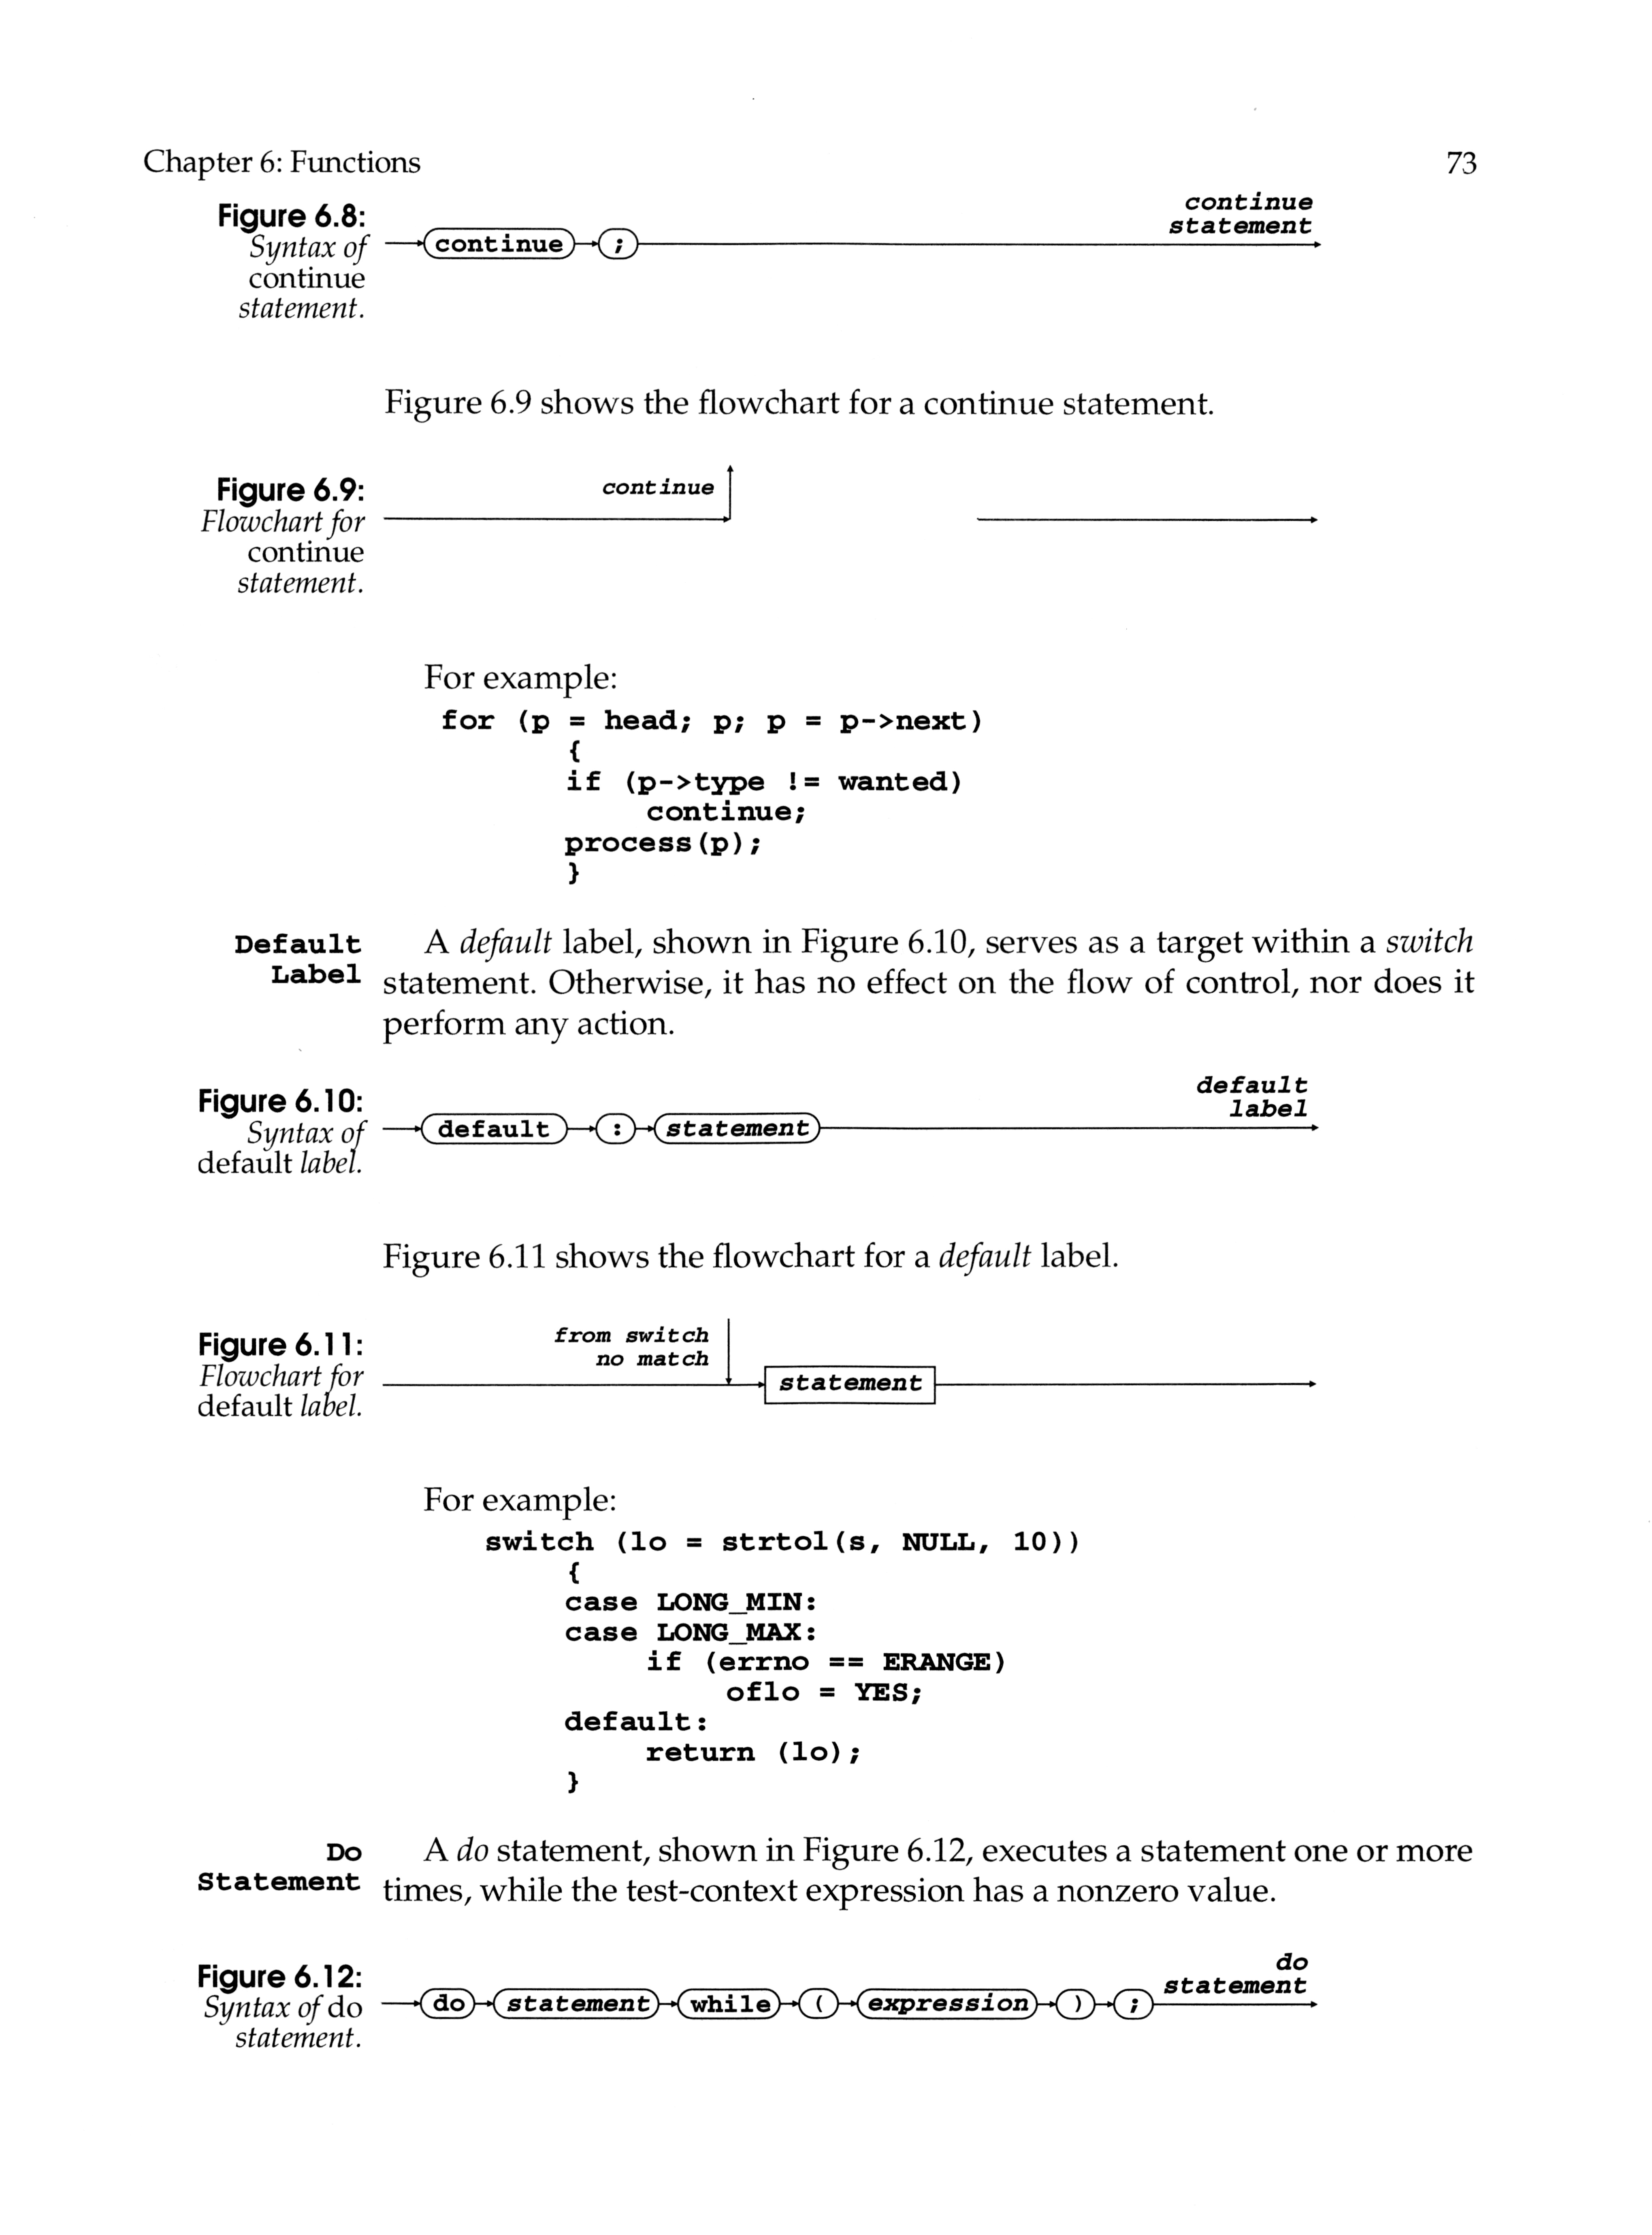 Chapter 6: Functions 73
Figure 6.8:
Syntax of
continue
statement.
continue
statement
continue ;
Figure 6.9 shows the flowchart for a continue statement.
Figure 6.9:
Flowchart for
continue
statement.
continue
For example:
for (p = head; p; p = p->next)
{
if (p->type != wanted)
continue;
process(p);
}
Default
Label
A default label, shown in Figure 6.10, serves as a target within a switch
statement. Otherwise, it has no effect on the flow of control, nor does it
perform any action.
Figure 6.10:
Syntax of
default label.
default
label
default : statement
Figure 6.11 shows the flowchart for a default label.
Figure 6.11:
Flowchart for
default label.
from switch
no match
statement
For example:
switch (lo = strtol(s, NULL, 10))
{
case LONG_MIN:
case LONG_MAX:
if (errno == ERANGE)
oflo = YES;
default:
return (lo);
}
Do
Statement
A do statement, shown in Figure 6.12, executes a statement one or more
times, while the test-context expression has a nonzero value.
Figure 6.12:
Syntax of do
statement.
do
statement
do statement while ( expression ) ;